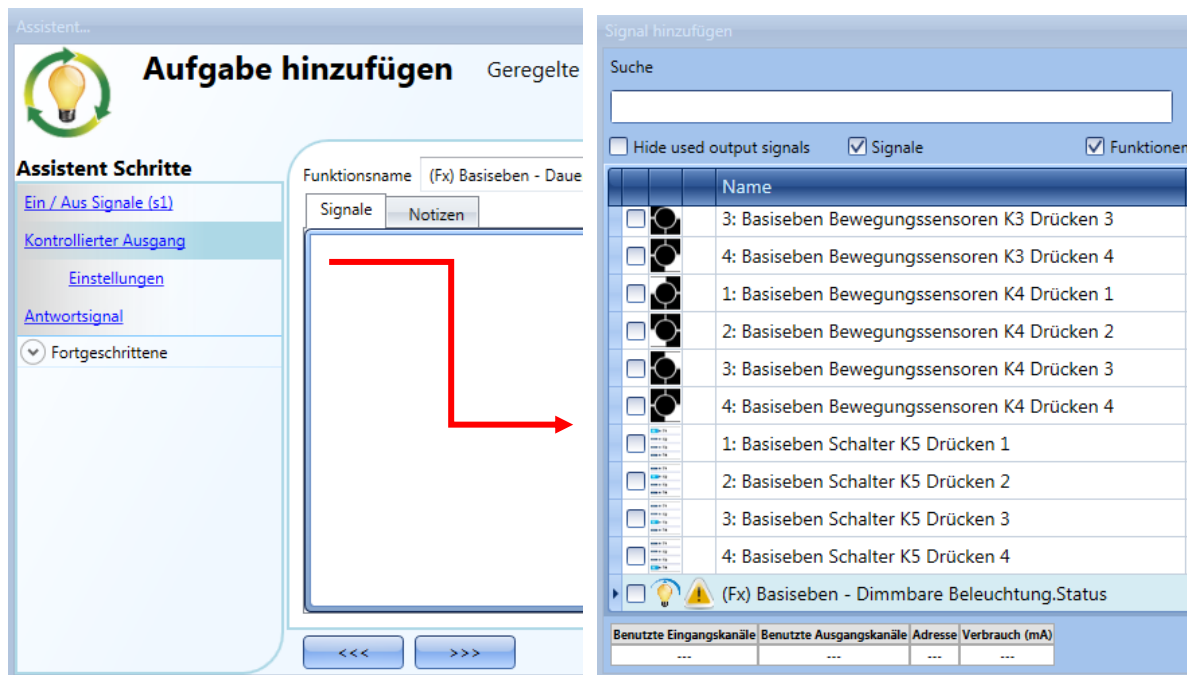 Assistent...
Aufgabe hinzufügen Geregelte
Assistent Schritte
Ein / Aus Signale (s1)
Kontrollierter Ausgang
Einstellungen
Antwortsignal
Fortgeschrittene
Funktionsname (Fx) Basiseben - Daue
Signale Notizen
<<< >>>
Signal hinzufügen
Suche
Hide used output signals Signale Funktionen
Name
3: Basiseben Bewegungssensoren K3 Drücken 3
4: Basiseben Bewegungssensoren K3 Drücken 4
1: Basiseben Bewegungssensoren K4 Drücken 1
2: Basiseben Bewegungssensoren K4 Drücken 2
3: Basiseben Bewegungssensoren K4 Drücken 3
4: Basiseben Bewegungssensoren K4 Drücken 4
1: Basiseben Schalter K5 Drücken 1
2: Basiseben Schalter K5 Drücken 2
3: Basiseben Schalter K5 Drücken 3
4: Basiseben Schalter K5 Drücken 4
(Fx) Basiseben - Dimmbare Beleuchtung.Status
Benutzte Eingangskanäle Benutzte Ausgangskanäle Adresse Verbrauch (mA)
--- --- --- ---